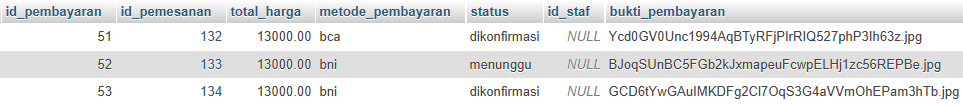 id_pembayaran id_pemesanan total_harga metode_pembayaran status id_staf bukti_pembayaran
51 132 13000.00 bca dikonfirmasi NULL Ycd0GV0Unc1994AqBTyRFjPIrRIQ527phP3Ih63z.jpg
52 133 13000.00 bni menunggu NULL BJoqSUnBC5FGb2kJxmapeuFcwpELHj1zc56REPBe.jpg
53 134 13000.00 bni dikonfirmasi NULL GCD6tYwGAuIMKDFg2Cl7OqS3G4aVVmOhEPam3hTb.jpg